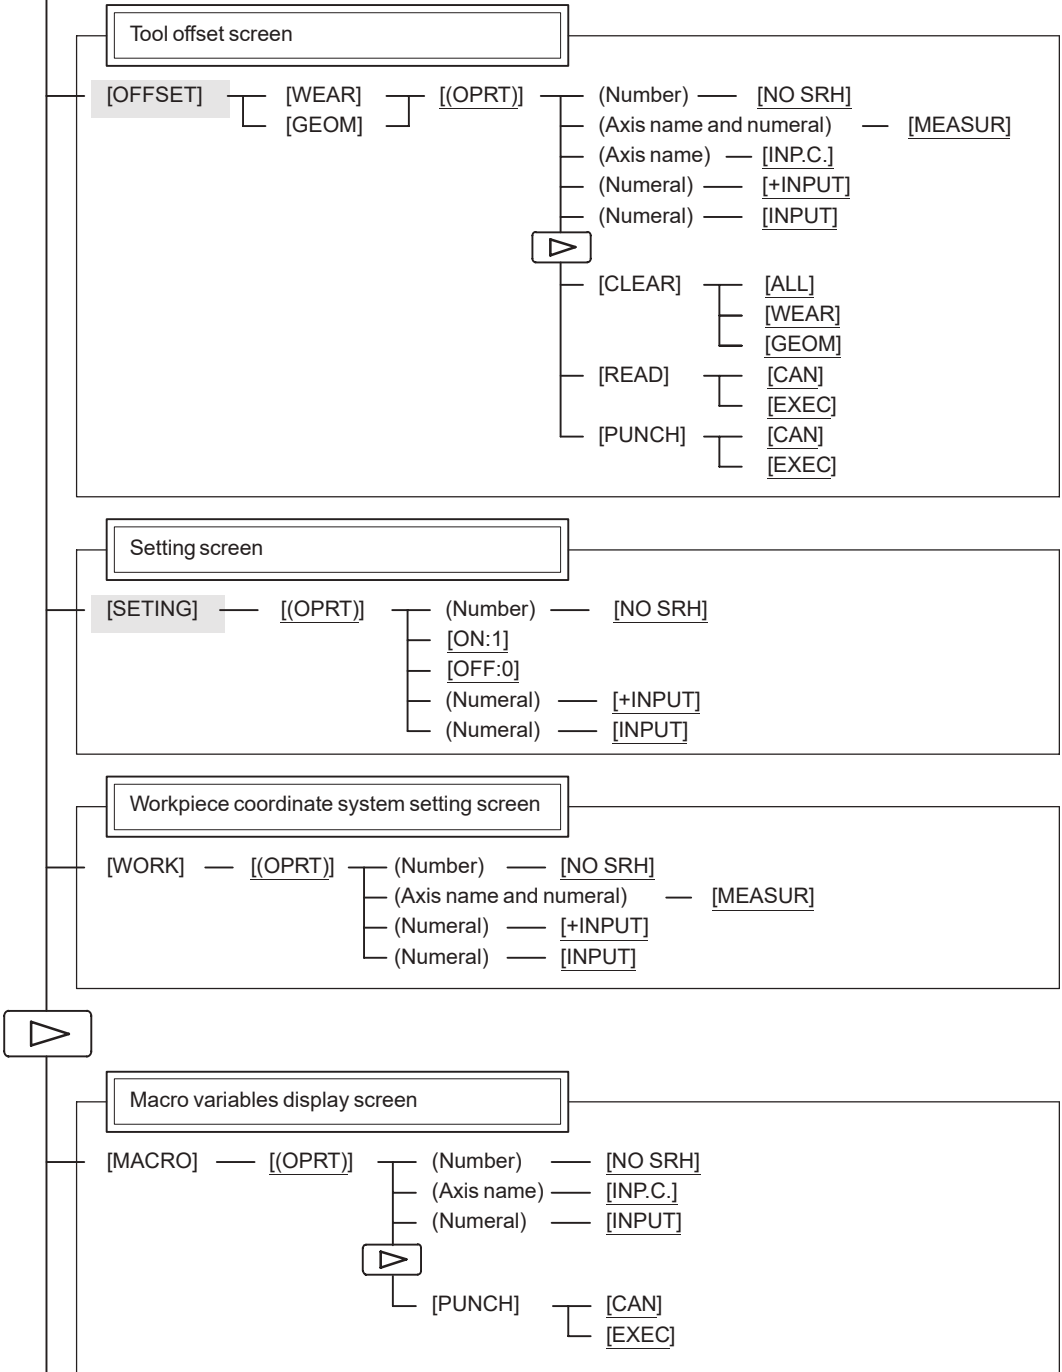 Tool offset screen
[OFFSET] [WEAR] [(OPRT)] (Number) [NO SRH]
[GEOM] (Axis name and numeral) [MEASUR]
(Axis name) [INP.C.]
(Numeral) [+INPUT]
(Numeral) [INPUT]
[CLEAR] [ALL]
[WEAR]
[GEOM]
[READ] [CAN]
[EXEC]
[PUNCH] [CAN]
[EXEC]
Setting screen
[SETING] [(OPRT)] (Number) [NO SRH]
[ON:1]
[OFF:0]
(Numeral) [+INPUT]
(Numeral) [INPUT]
Workpiece coordinate system setting screen
[WORK] [(OPRT)] (Number) [NO SRH]
(Axis name and numeral) [MEASUR]
(Numeral) [+INPUT]
(Numeral) [INPUT]
Macro variables display screen
[MACRO] [(OPRT)] (Number) [NO SRH]
(Axis name) [INP.C.]
(Numeral) [INPUT]
[PUNCH] [CAN]
[EXEC]